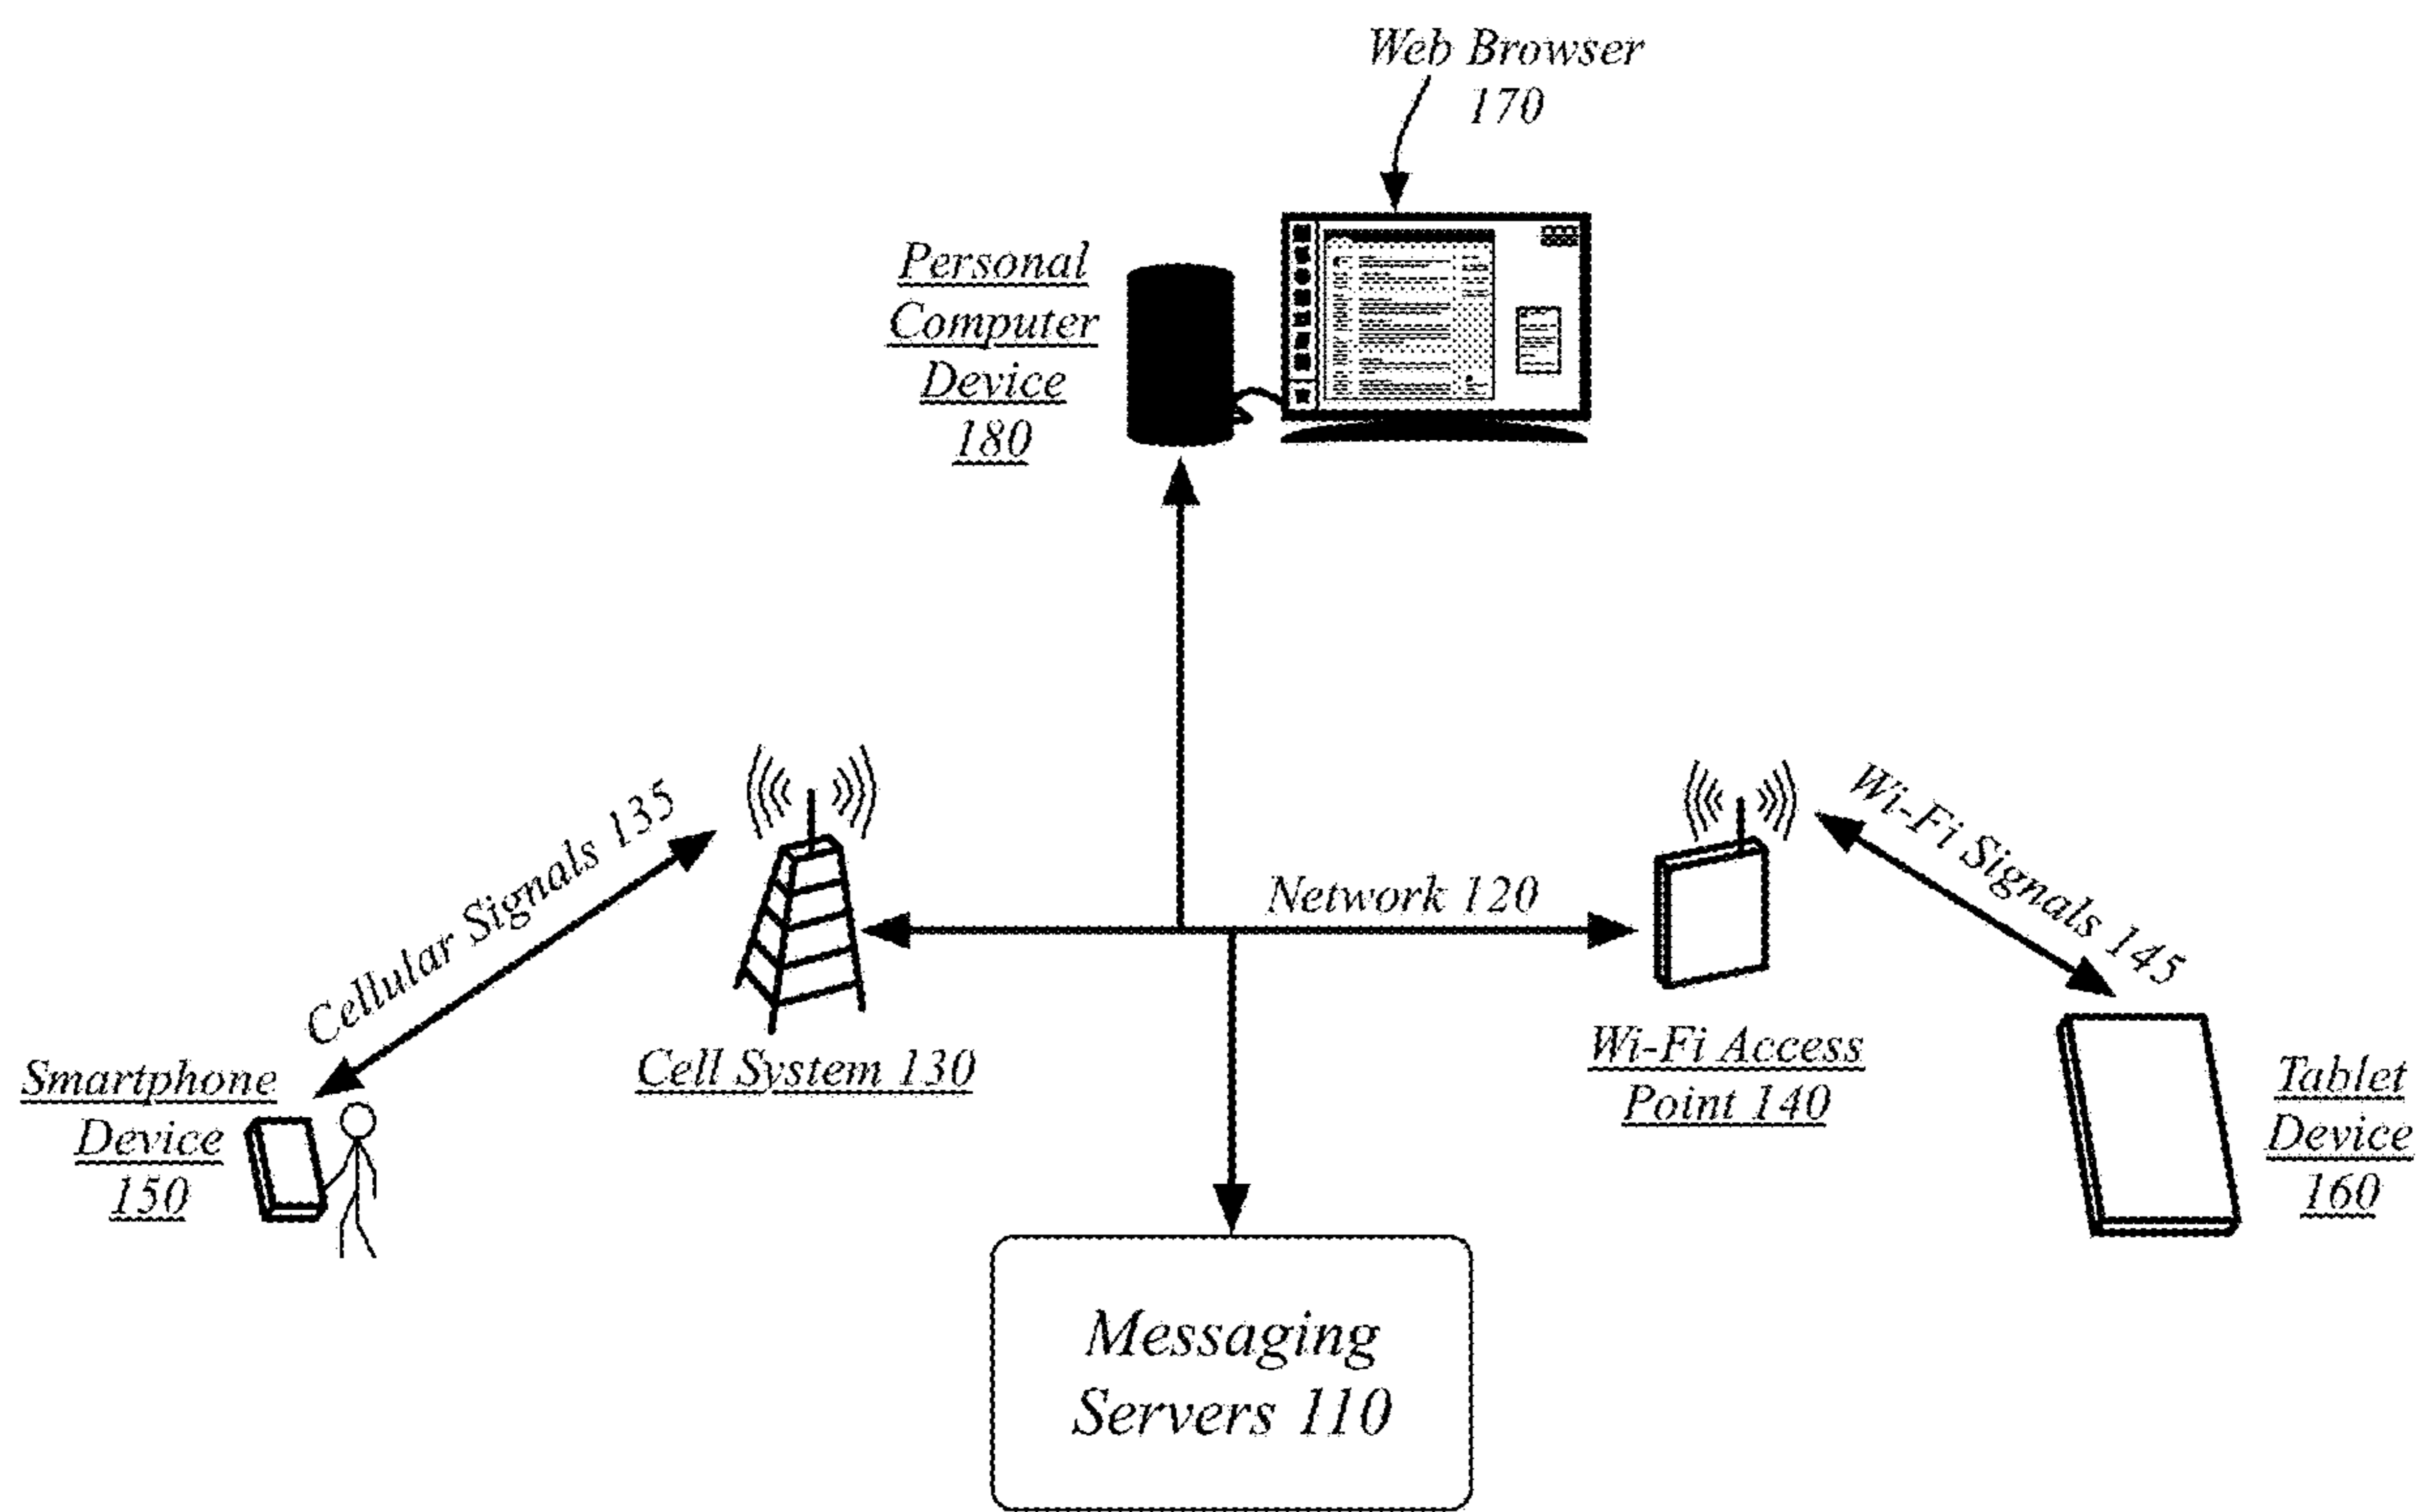 Web Browser
170
Personal
Computer
Device
180
Cellular Signals 135
Wi-Fi Signals 145
Network 120
Smartphone
Device
150
Cell System 130
Wi-Fi Access
Point 140
Tablet
Device
160
Messaging
Servers 110